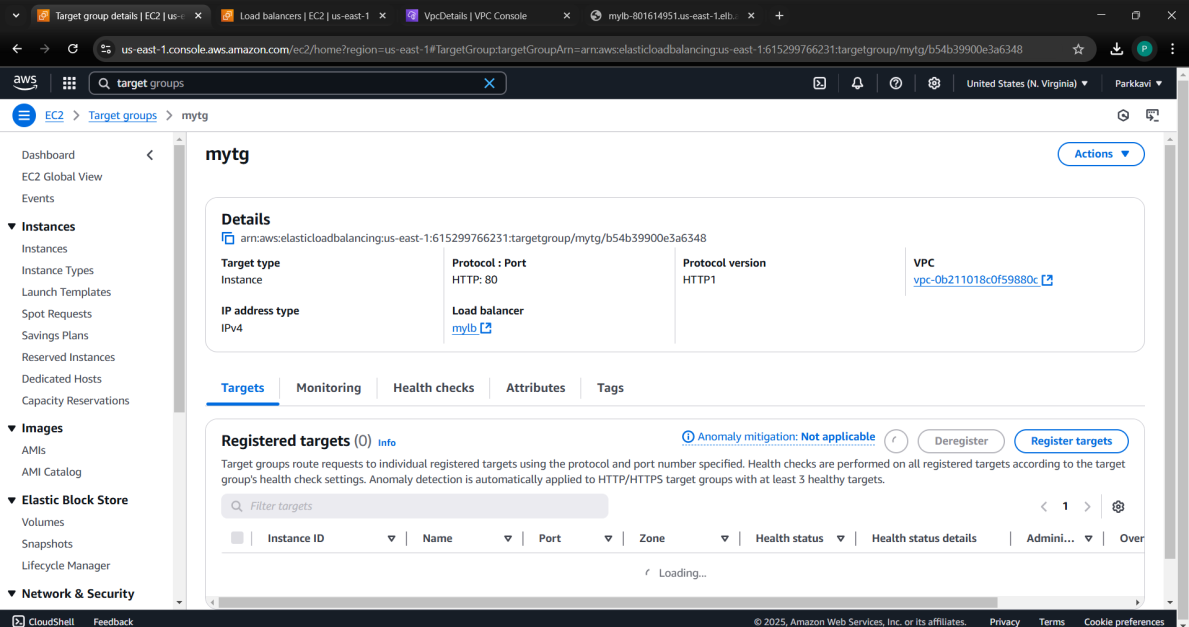 Target group details | EC2 | us-e
Load balancers | EC2 | us-east-1
VpcDetails | VPC Console
mylb-801614951.us-east-1.elb.a
us-east-1.console.aws.amazon.com/ec2/home?region=us-east-1#TargetGroup:targetGroupArn=arn:aws:elasticloadbalancing:us-east-1:615299766231:targetgroup/mytg/b54b39900e3a6348
P
aws
target groups
United States (N. Virginia)
Parkkavi
EC2 > Target groups > mytg
Dashboard
EC2 Global View
Events
Instances
Instances
Instance Types
Launch Templates
Spot Requests
Savings Plans
Reserved Instances
Dedicated Hosts
Capacity Reservations
Images
AMIs
AMI Catalog
Elastic Block Store
Volumes
Snapshots
Lifecycle Manager
Network & Security
mytg
Actions
Details
arn:aws:elasticloadbalancing:us-east-1:615299766231:targetgroup/mytg/b54b39900e3a6348
Target type
Instance
Protocol : Port
HTTP: 80
Protocol version
HTTP1
VPC
vpc-0b211018c0f59880c
IP address type
IPv4
Load balancer
mylb
Targets
Monitoring
Health checks
Attributes
Tags
Registered targets (0) Info
Anomaly mitigation: Not applicable
Deregister
Register targets
Target groups route requests to individual registered targets using the protocol and port number specified. Health checks are performed on all registered targets according to the target
group's health check settings. Anomaly detection is automatically applied to HTTP/HTTPS target groups with at least 3 healthy targets.
Filter targets
1
Instance ID
Name
Port
Zone
Health status
Health status details
Admini...
Over
Loading...
CloudShell
Feedback
© 2025, Amazon Web Services, Inc. or its affiliates.
Privacy
Terms
Cookie preferences